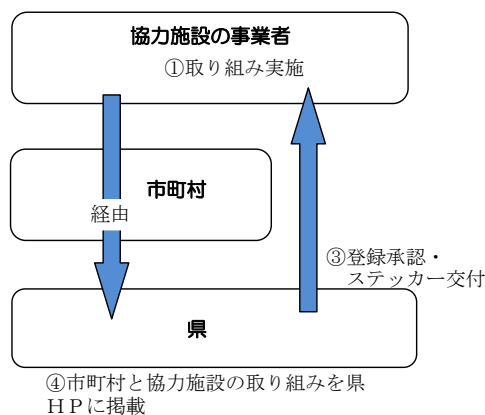 協力施設の事業者
①取り組み実施
市町村
経由
③登録承認・
ステッカー交付
県
④市町村と協力施設の取り組みを県
ＨＰに掲載